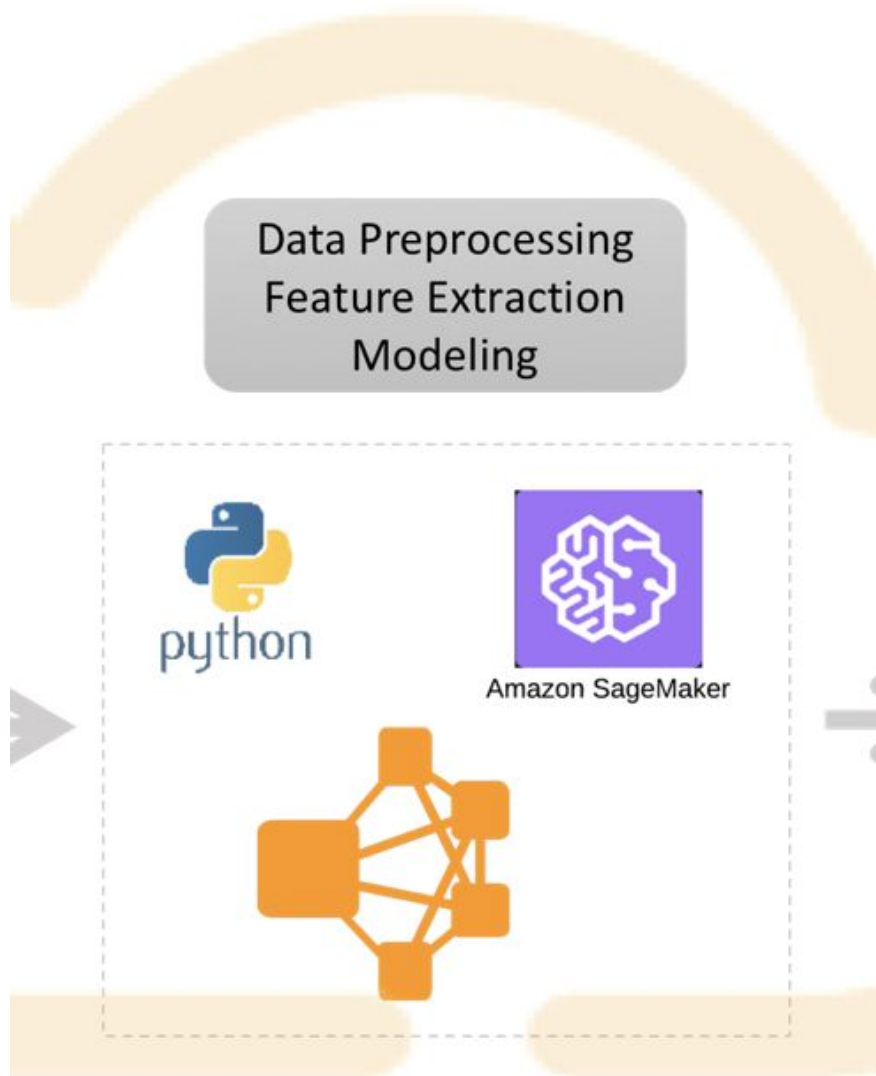 Data Preprocessing
Feature Extraction
Modeling
python
Amazon SageMaker